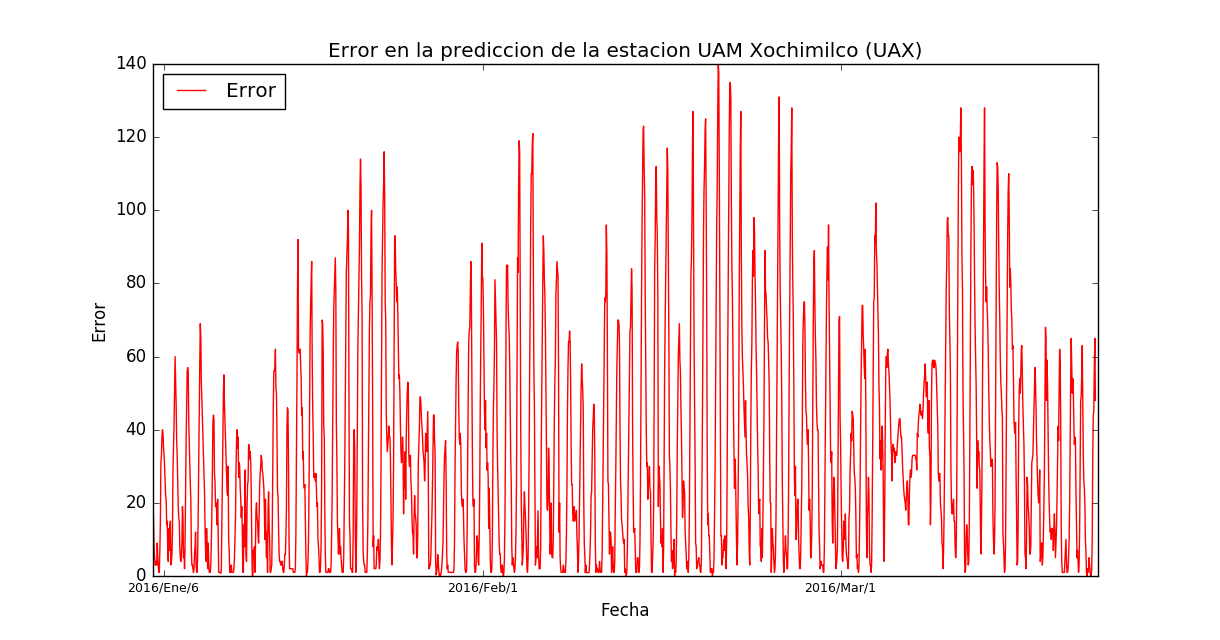 Error en la prediccion de la estacion UAM Xochimilco (UAX)
Error
140
120
100
80
60
40
20
0
Error
2016/Ene/6
2016/Feb/1
2016/Mar/1
Fecha